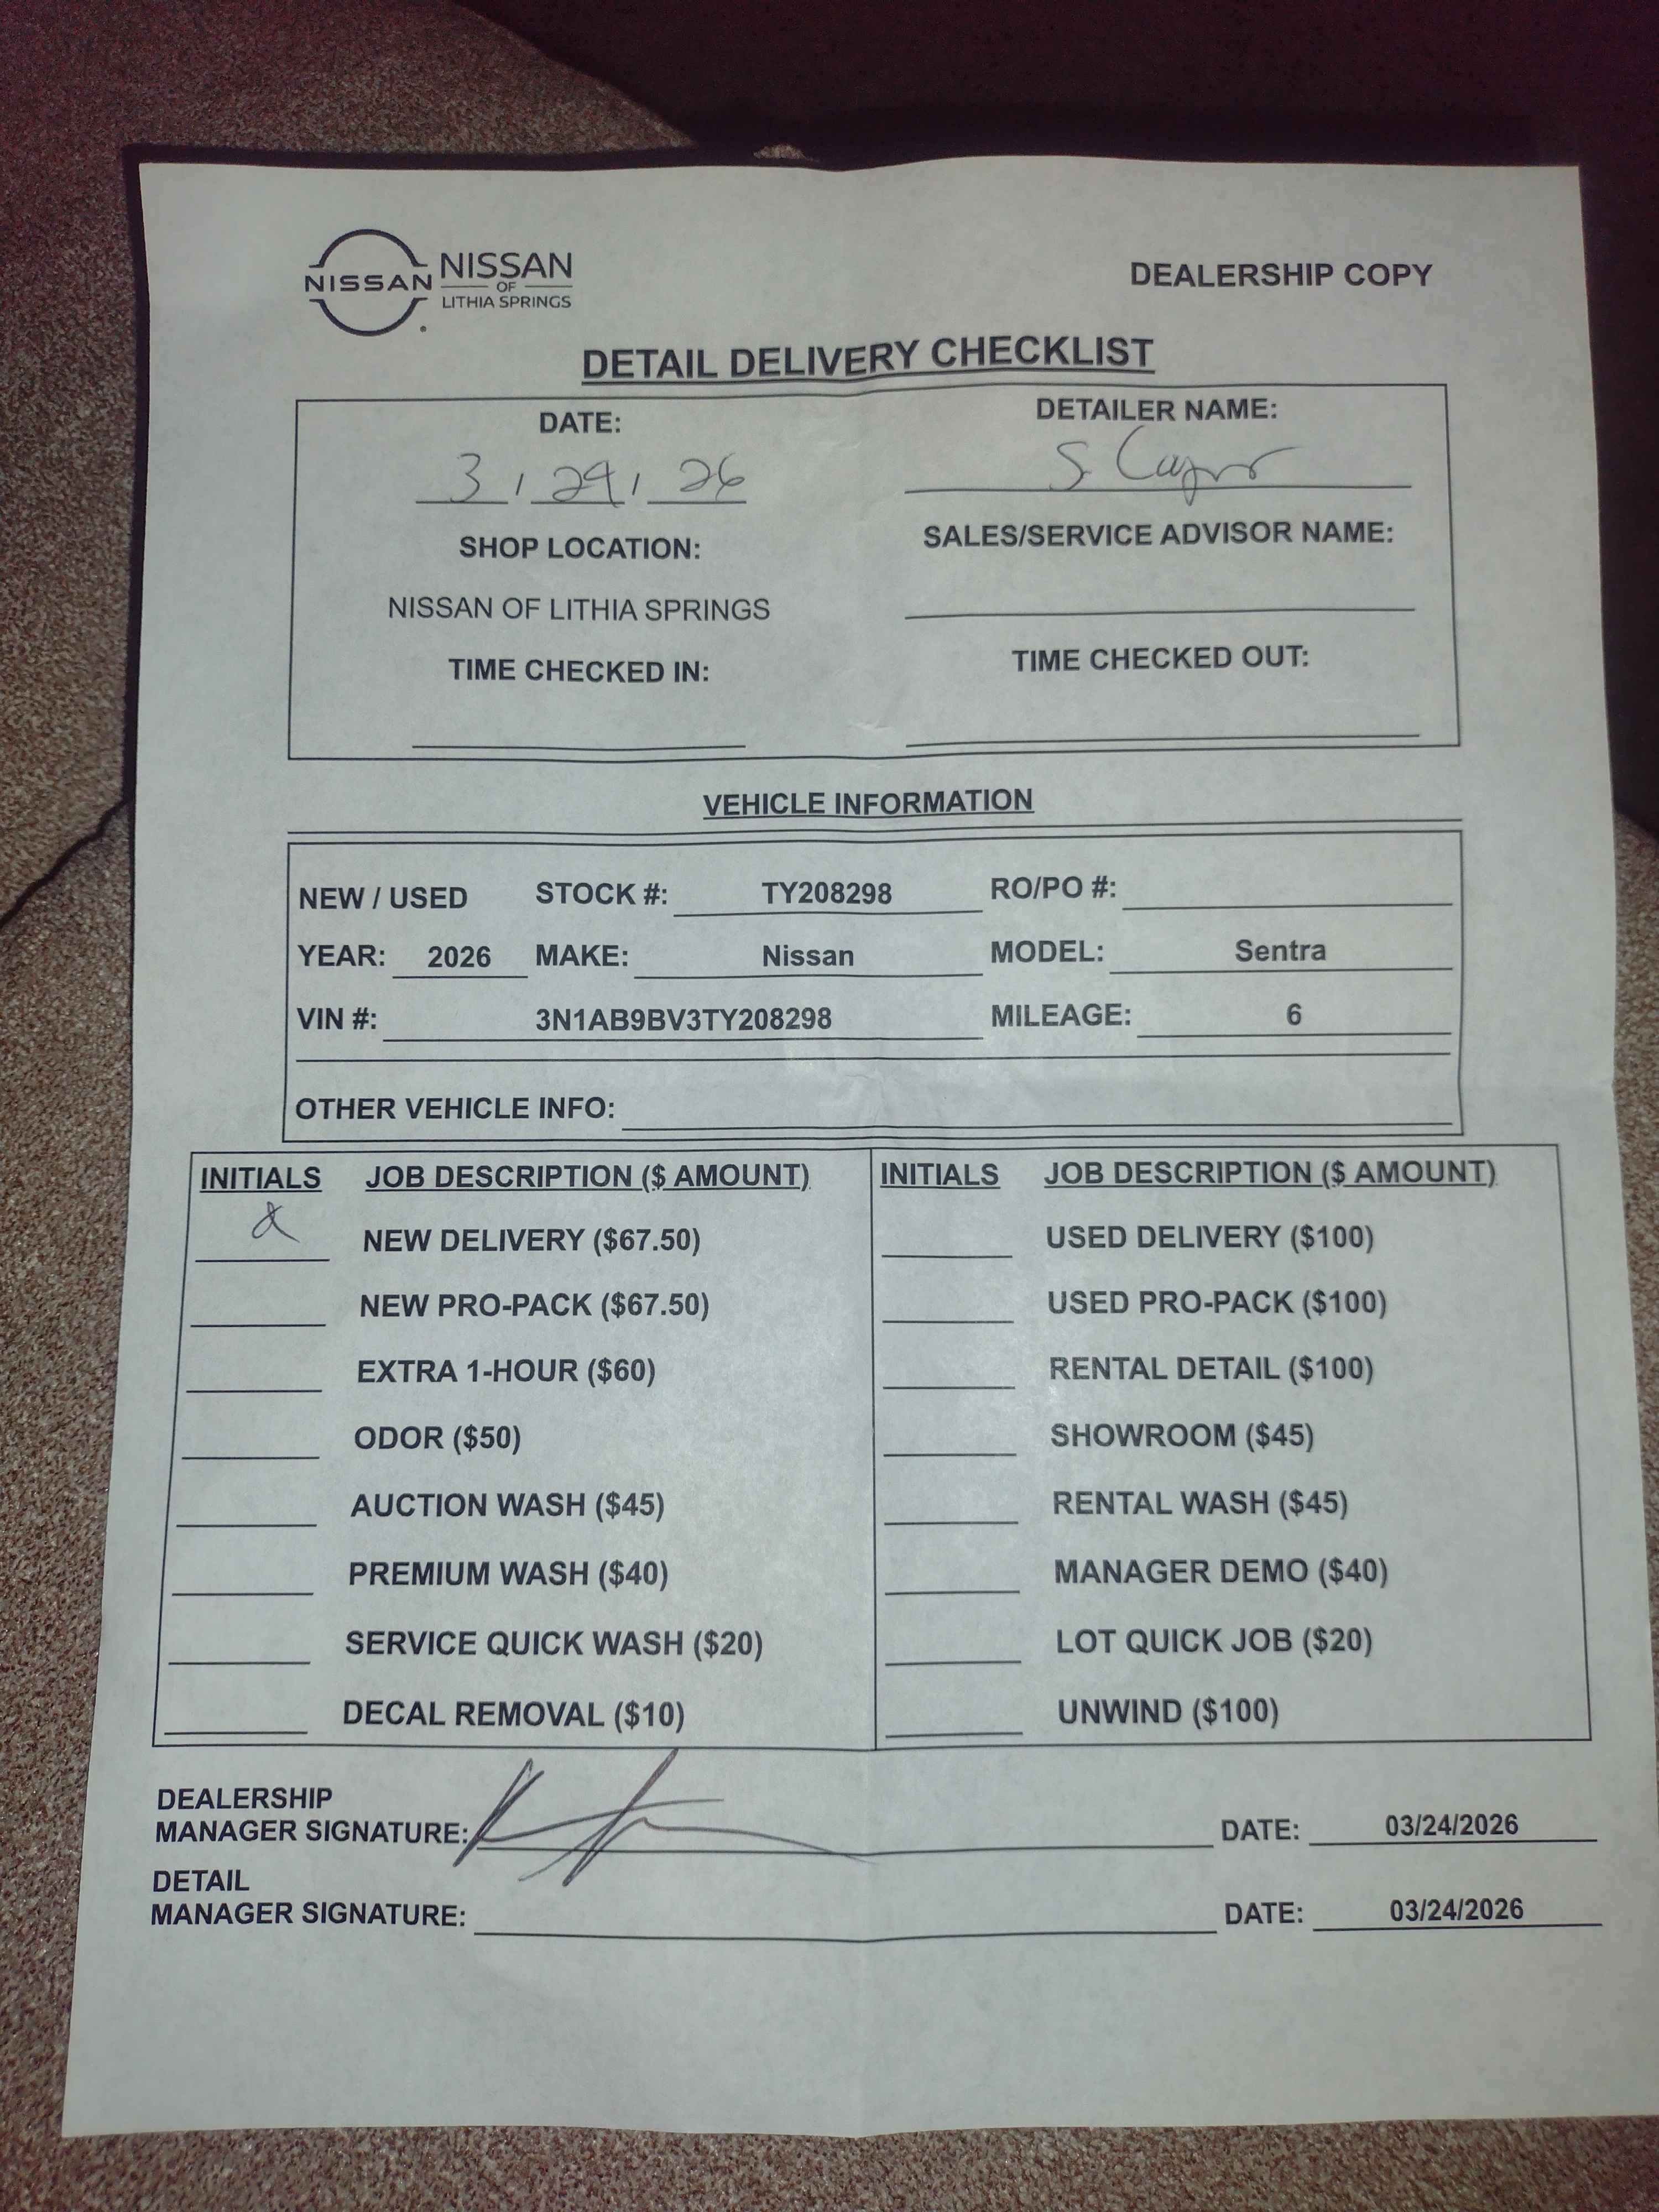 NISSAN
NISSAN
OF
LITHIA SPRINGS
DEALERSHIP COPY
DETAIL DELIVERY CHECKLIST
DATE: DETAILER NAME:
3 / / 26 S.
SHOP LOCATION: SALES/SERVICE ADVISOR NAME:
NISSAN OF LITHIA SPRINGS
TIME CHECKED IN: TIME CHECKED OUT:
VEHICLE INFORMATION
NEW / USED STOCK #: TY208298 RO/PO #:
YEAR: 2026 MAKE: Nissan MODEL: Sentra
VIN #: 3N1AB9BV3TY208298 MILEAGE: 6
OTHER VEHICLE INFO:
INITIALS JOB DESCRIPTION ($ AMOUNT) INITIALS JOB DESCRIPTION ($ AMOUNT)
NEW DELIVERY ($67.50) USED DELIVERY ($100)
NEW PRO-PACK ($67.50) USED PRO-PACK ($100)
EXTRA 1-HOUR ($60) RENTAL DETAIL ($100)
ODOR ($50) SHOWROOM ($45)
AUCTION WASH ($45) RENTAL WASH ($45)
PREMIUM WASH ($40) MANAGER DEMO ($40)
SERVICE QUICK WASH ($20) LOT QUICK JOB ($20)
DECAL REMOVAL ($10) UNWIND ($100)
DEALERSHIP
MANAGER SIGNATURE: DATE: 03/24/2026
DETAIL
MANAGER SIGNATURE: DATE: 03/24/2026